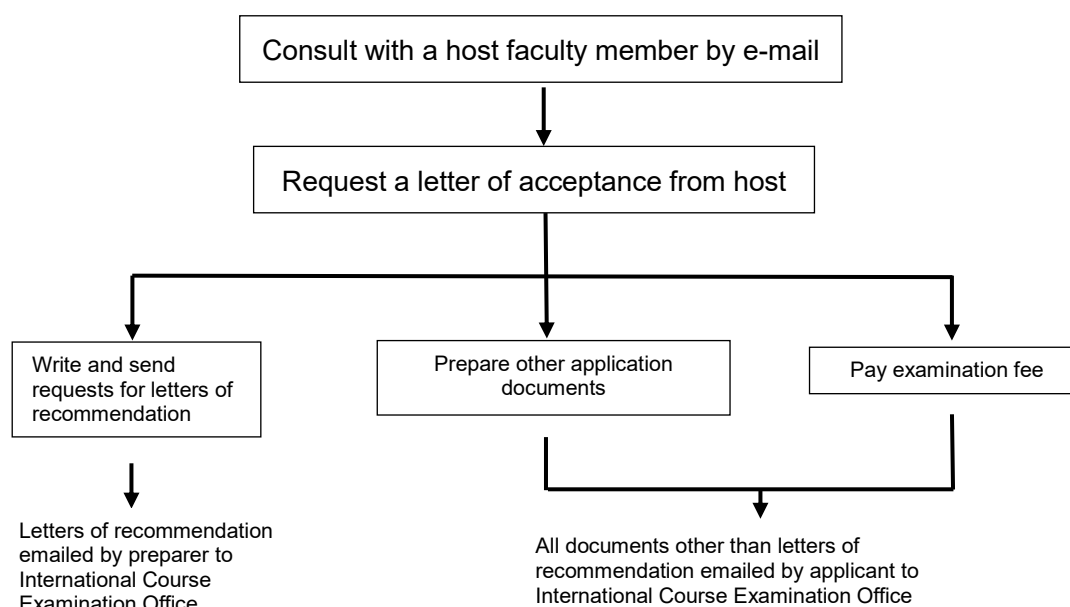 Consult with a host faculty member by e-mail
Request a letter of acceptance from host
Write and send
requests for letters of
recommendation
Prepare other application
documents
Pay examination fee
Letters of recommendation
emailed by preparer to
International Course
Examination Office
All documents other than letters of
recommendation emailed by applicant to
International Course Examination Office